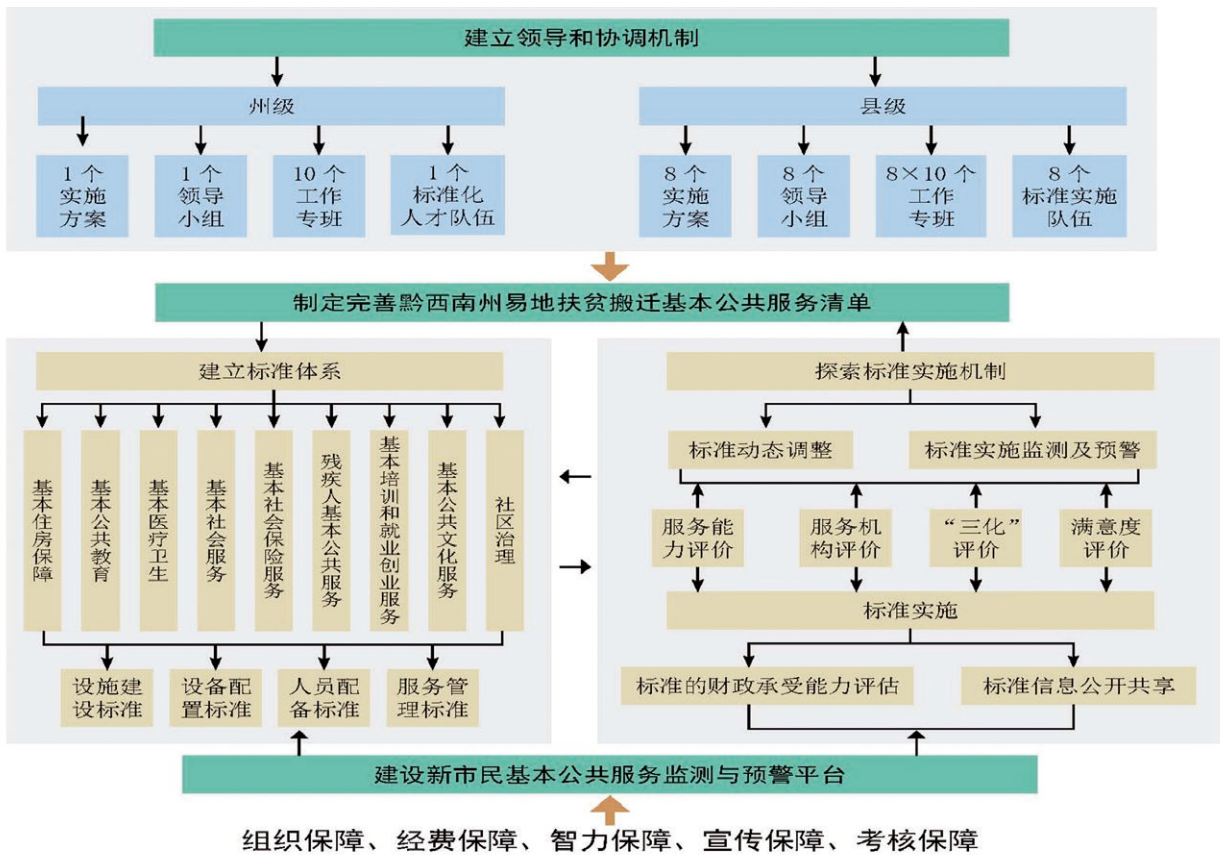 建立领导和协调机制
州级
县级
1 个
实施
方案
1 个
领导
小组
10 个
工作
专班
1 个
标准化
人才队伍
8 个
实施
方案
8 个
领导
小组
8×10 个
工作
专班
8 个
标准实施
队伍
制定完善黔西南州易地扶贫搬迁基本公共服务清单
建立标准体系
基本住房保障
基本公共教育
基本医疗卫生
基本社会服务
基本社会保险服务
残疾人基本公共服务
基本培训和就业创业服务
基本公共文化服务
社区治理
设施建
设标准
设备配
置标准
人员配
备标准
服务管
理标准
探索标准实施机制
标准动态调整
标准实施监测及预警
服务能
力评价
服务机
构评价
“三化”
评价
满意度
评价
标准实施
标准的财政承受能力评估
标准信息公开共享
建设新市民基本公共服务监测与预警平台
组织保障、经费保障、智力保障、宣传保障、考核保障